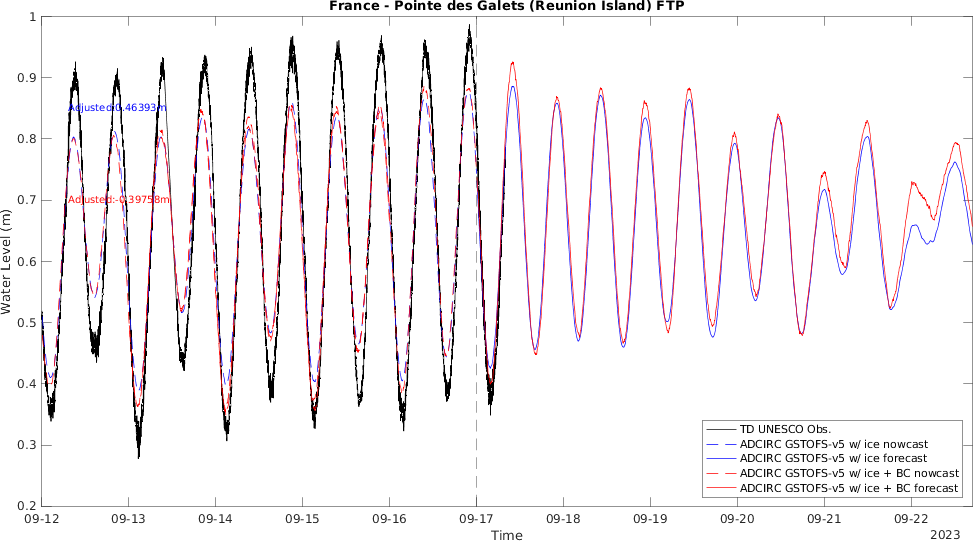 France - Pointe des Galets (Reunion Island) FTP
1
0.9
0.8
0.7
0.6
0.5
0.4
0.3
0.2
Water Level (m)
Adjusted:0.46393m
Adjusted:-0.39758m
TD UNESCO Obs.
ADCIRC GSTOFS-v5 w/ ice nowcast
ADCIRC GSTOFS-v5 w/ ice forecast
ADCIRC GSTOFS-v5 w/ ice + BC nowcast
ADCIRC GSTOFS-v5 w/ ice + BC forecast
09-12 09-13 09-14 09-15 09-16 09-17 09-18 09-19 09-20 09-21 09-22
Time
2023